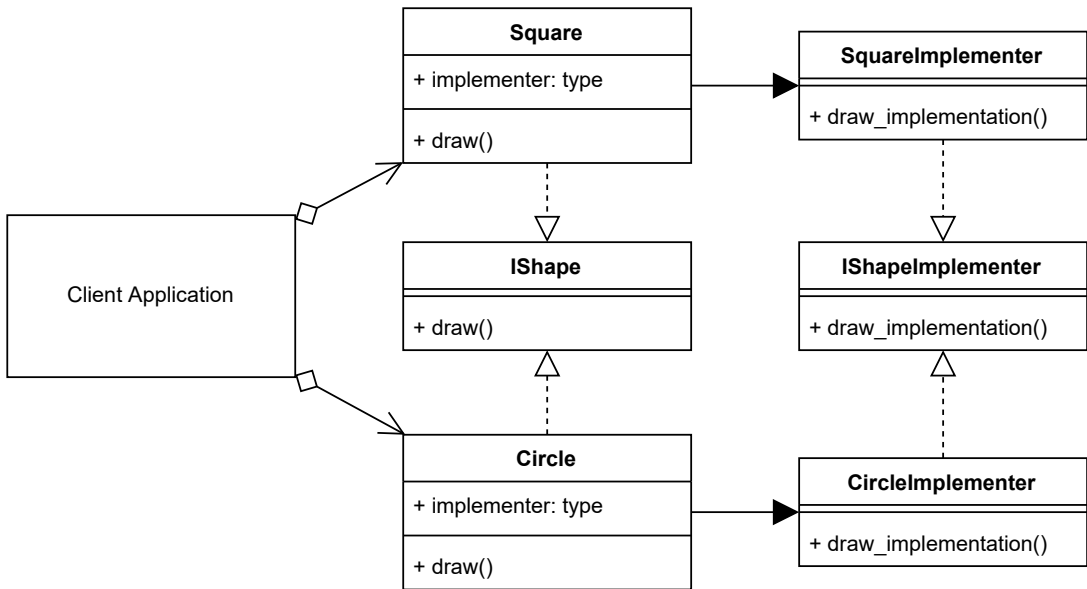 Square
+ implementer: type
+ draw()
SquareImplementer
+ draw_implementation()
Client Application
IShape
+ draw()
IShapeImplementer
+ draw_implementation()
Circle
+ implementer: type
+ draw()
CircleImplementer
+ draw_implementation()